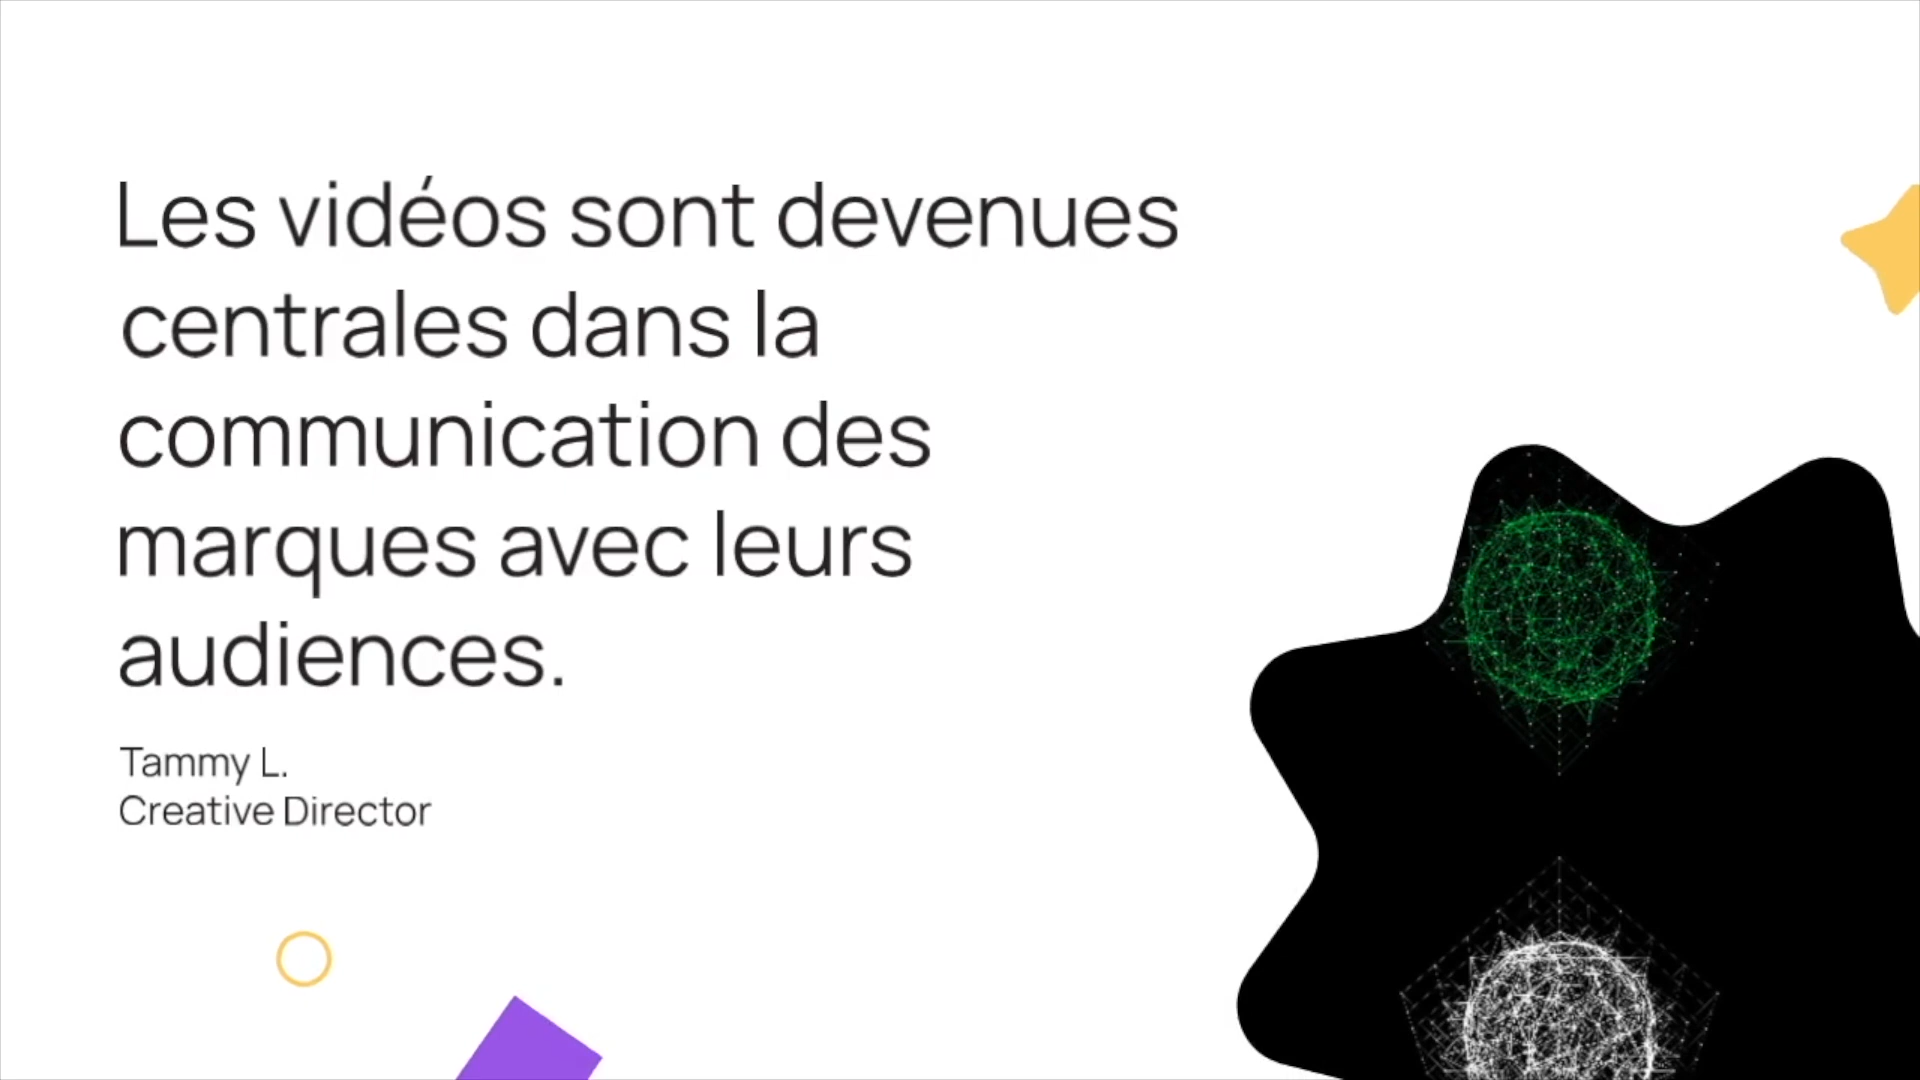 Les vidéos sont devenues
centrales dans la
communication des
marques avec leurs
audiences.
Tammy L.
Creative Director